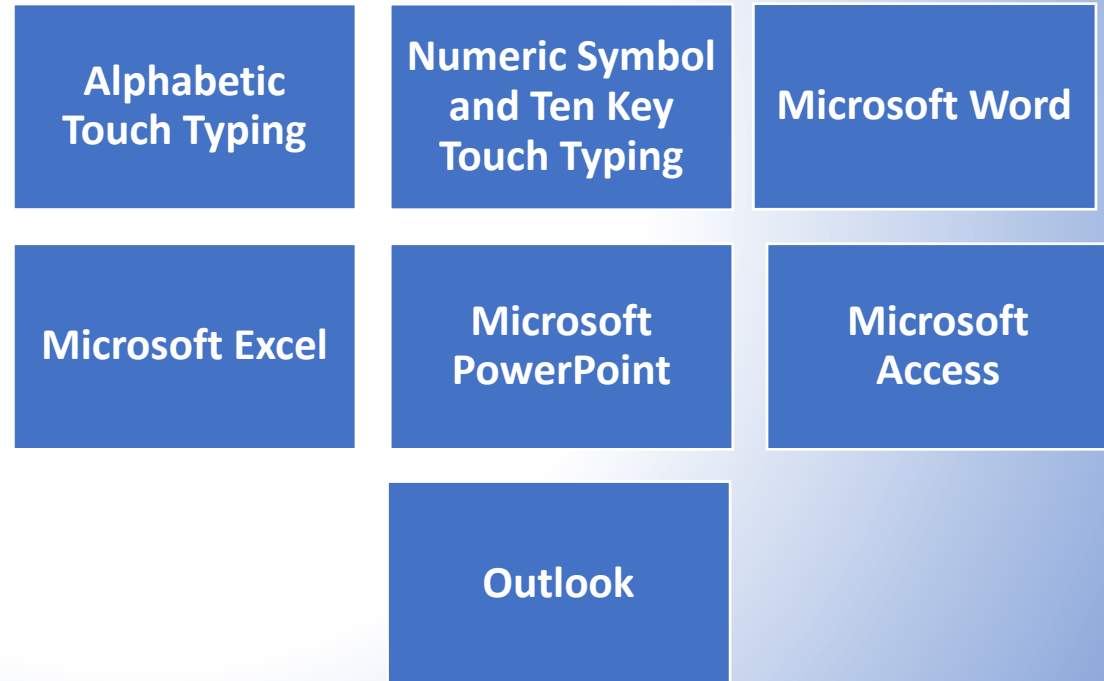 Alphabetic
Touch Typing
Numeric Symbol
and Ten Key
Touch Typing
Microsoft Word
Microsoft Excel
Microsoft
PowerPoint
Microsoft
Access
Outlook